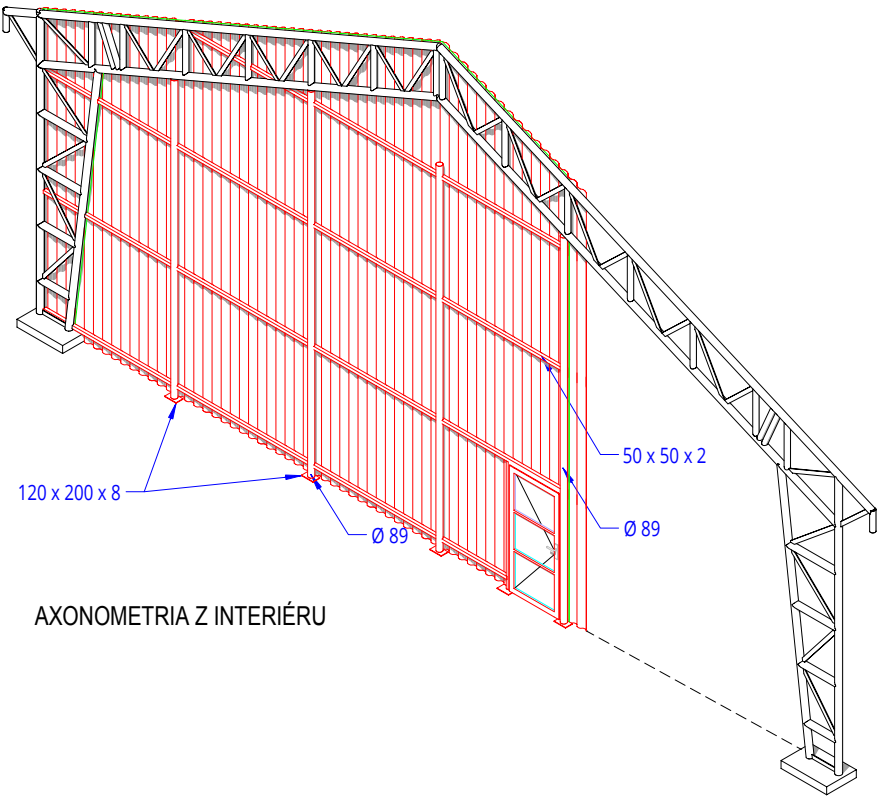 50 x 50 x 2
120 x 200 x 8
Ø 89
Ø 89
AXONOMETRIA Z INTERIÉRU